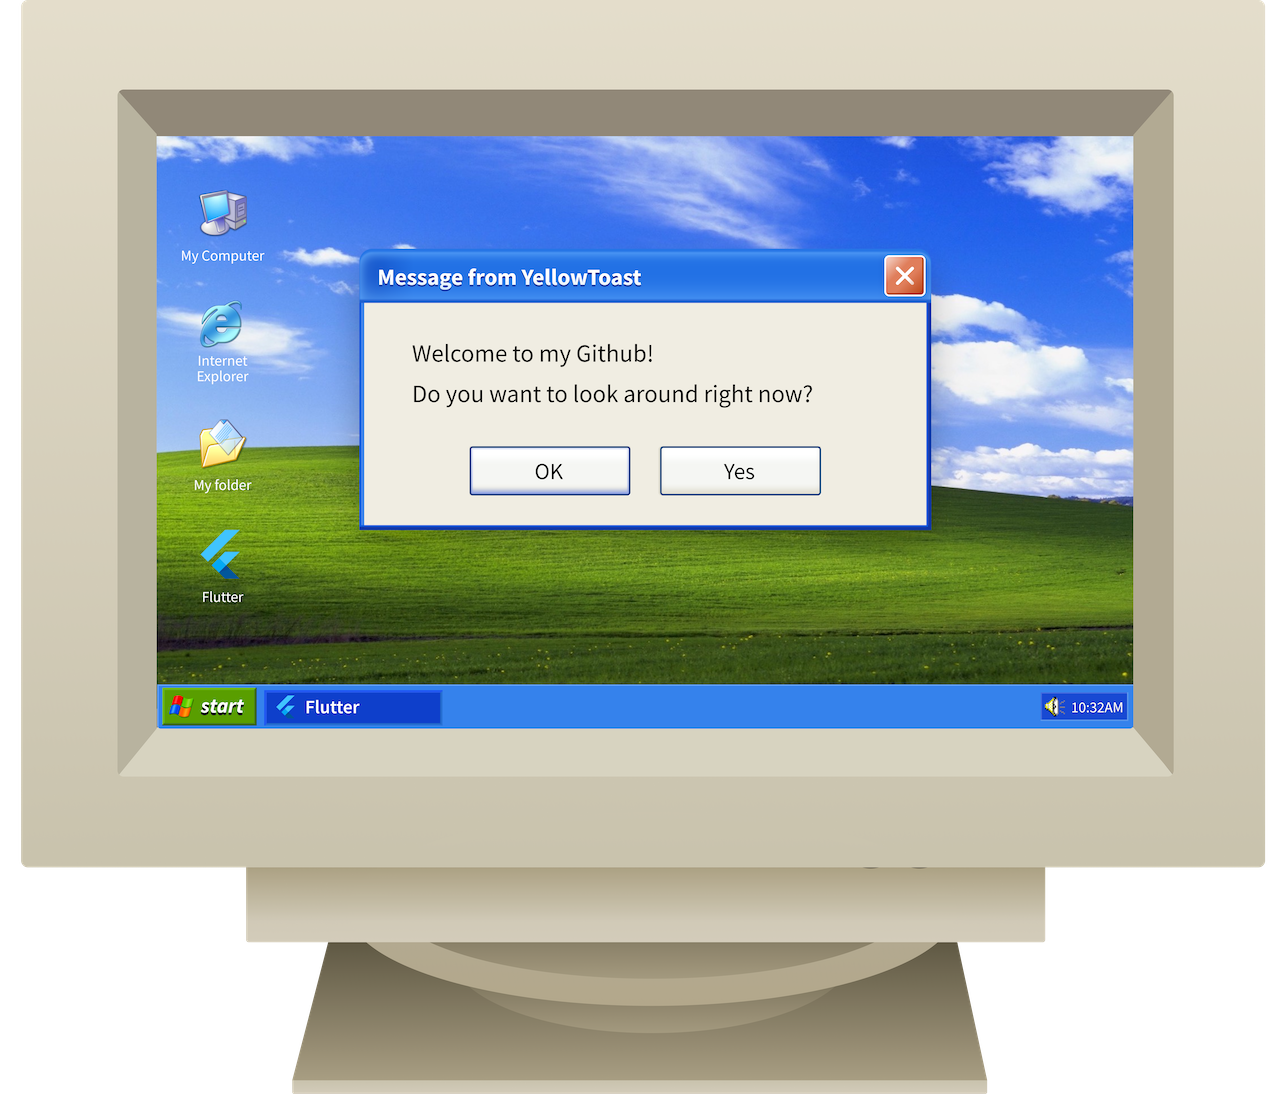 My Computer
Internet
Explorer
My folder
Flutter
Message from YellowToast
Welcome to my Github!
Do you want to look around right now?
OK
Yes
start
Flutter
10:32AM